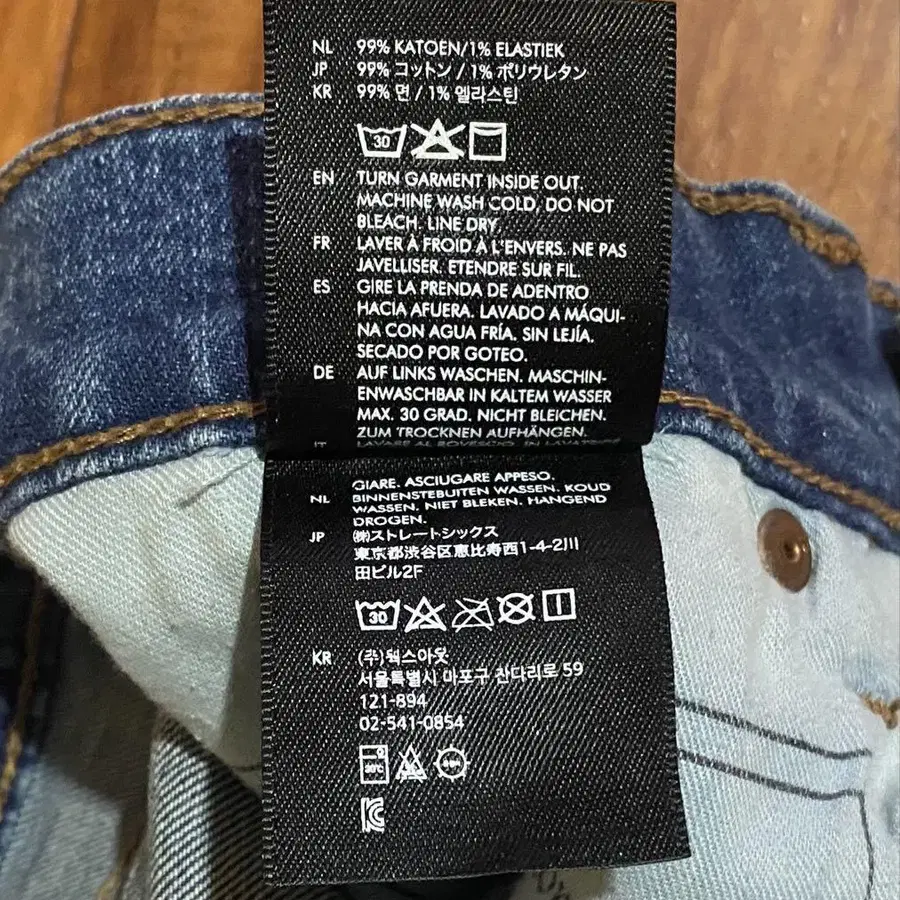 NL 99% KATOEN/1% ELASTIEK
JP 99% コットン / 1% ポリウレタン
KR 99% 면 / 1% 엘라스틴
30
EN TURN GARMENT INSIDE OUT.
MACHINE WASH COLD, DO NOT
BLEACH. LINE DRY.
FR LAVER À FROID À L'ENVERS. NE PAS
JAVELLISER. ETENDRE SUR FIL.
ES GIRE LA PRENDA DE ADENTRO
HACIA AFUERA. LAVADO A MÁQUI-
NA CON AGUA FRÍA. SIN LEJÍA.
SECADO POR GOTEO.
DE AUF LINKS WASCHEN. MASCHIN-
ENWASCHBAR IN KALTEM WASSER
MAX. 30 GRAD. NICHT BLEICHEN.
ZUM TROCKNEN AUFHÄNGEN.
IT LAVARE AL ROVESCIO. IN LAVATRI
GIARE. ASCIUGARE APPESO.
NL BINNENSTEBUITEN WASSEN. KOUD
WASSEN. NIET BLEKEN. HANGEND
DROGEN.
JP ㈱ストレートシックス
東京都渋谷区恵比寿西1-4-2川
田ビル2F
30
KR (주)웍스아웃
서울특별시 마포구 잔다리로 59
121-894
02-541-0854
30℃